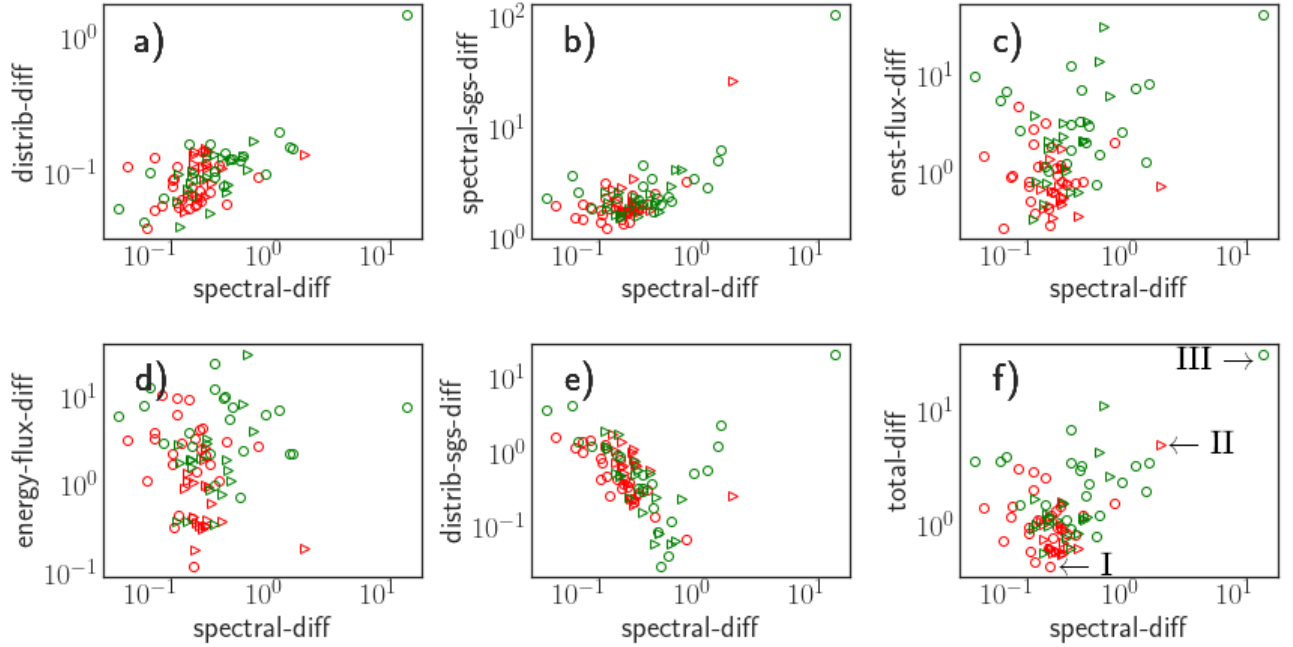 a)
distrib-diff
10^0
10^-1
10^-1
10^0
10^1
spectral-diff
b)
spectral-sgs-diff
10^2
10^1
10^0
10^-1
10^0
10^1
spectral-diff
c)
enst-flux-diff
10^1
10^0
10^-1
10^0
10^1
spectral-diff
d)
energy-flux-diff
10^1
10^0
10^-1
10^-1
10^0
10^1
spectral-diff
e)
distrib-sgs-diff
10^1
10^0
10^-1
10^-1
10^0
10^1
spectral-diff
f)
total-diff
10^1
10^0
III →
← II
← I
10^-1
10^0
10^1
spectral-diff